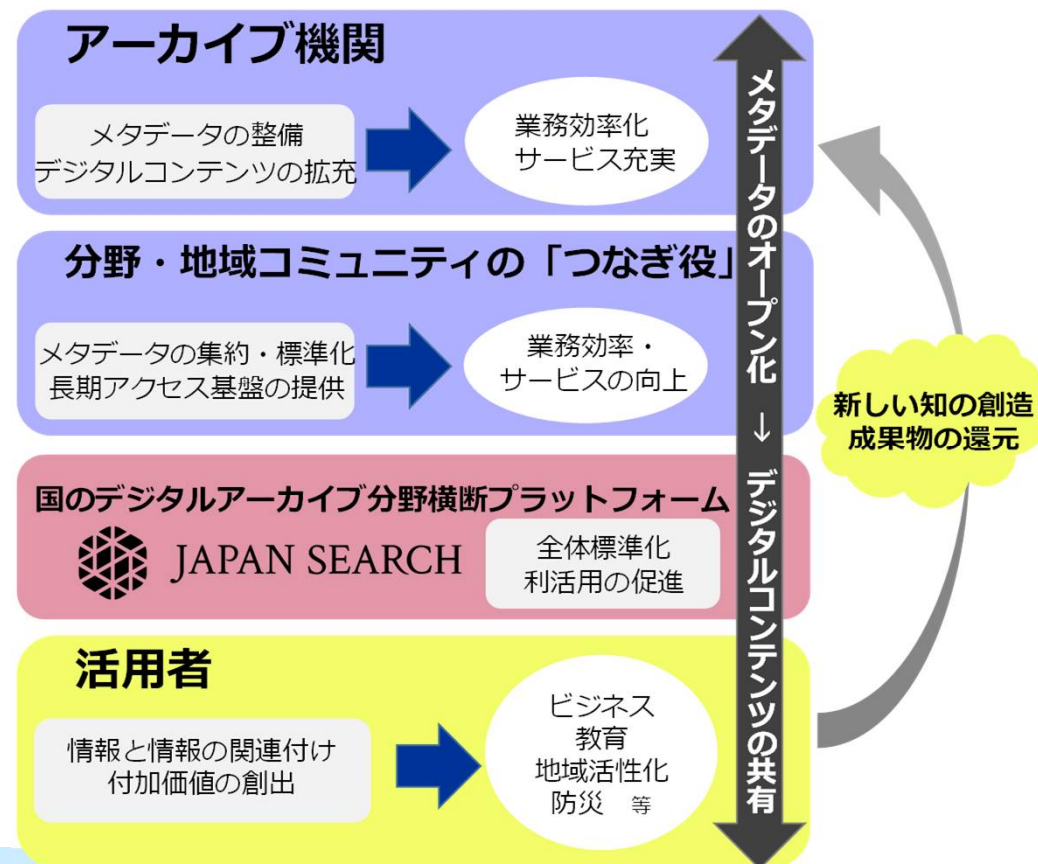 アーカイブ機関
メタデータの整備
デジタルコンテンツの拡充
業務効率化
サービス充実
分野・地域コミュニティの「つなぎ役」
メタデータの集約・標準化
長期アクセス基盤の提供
業務効率・
サービスの向上
国のデジタルアーカイブ分野横断プラットフォーム
JAPAN SEARCH
全体標準化
利活用の促進
活用者
情報と情報の関連付け
付加価値の創出
ビジネス
教育
地域活性化
防災 等
メタデータのオープン化 → デジタルコンテンツの共有
新しい知の創造
成果物の還元